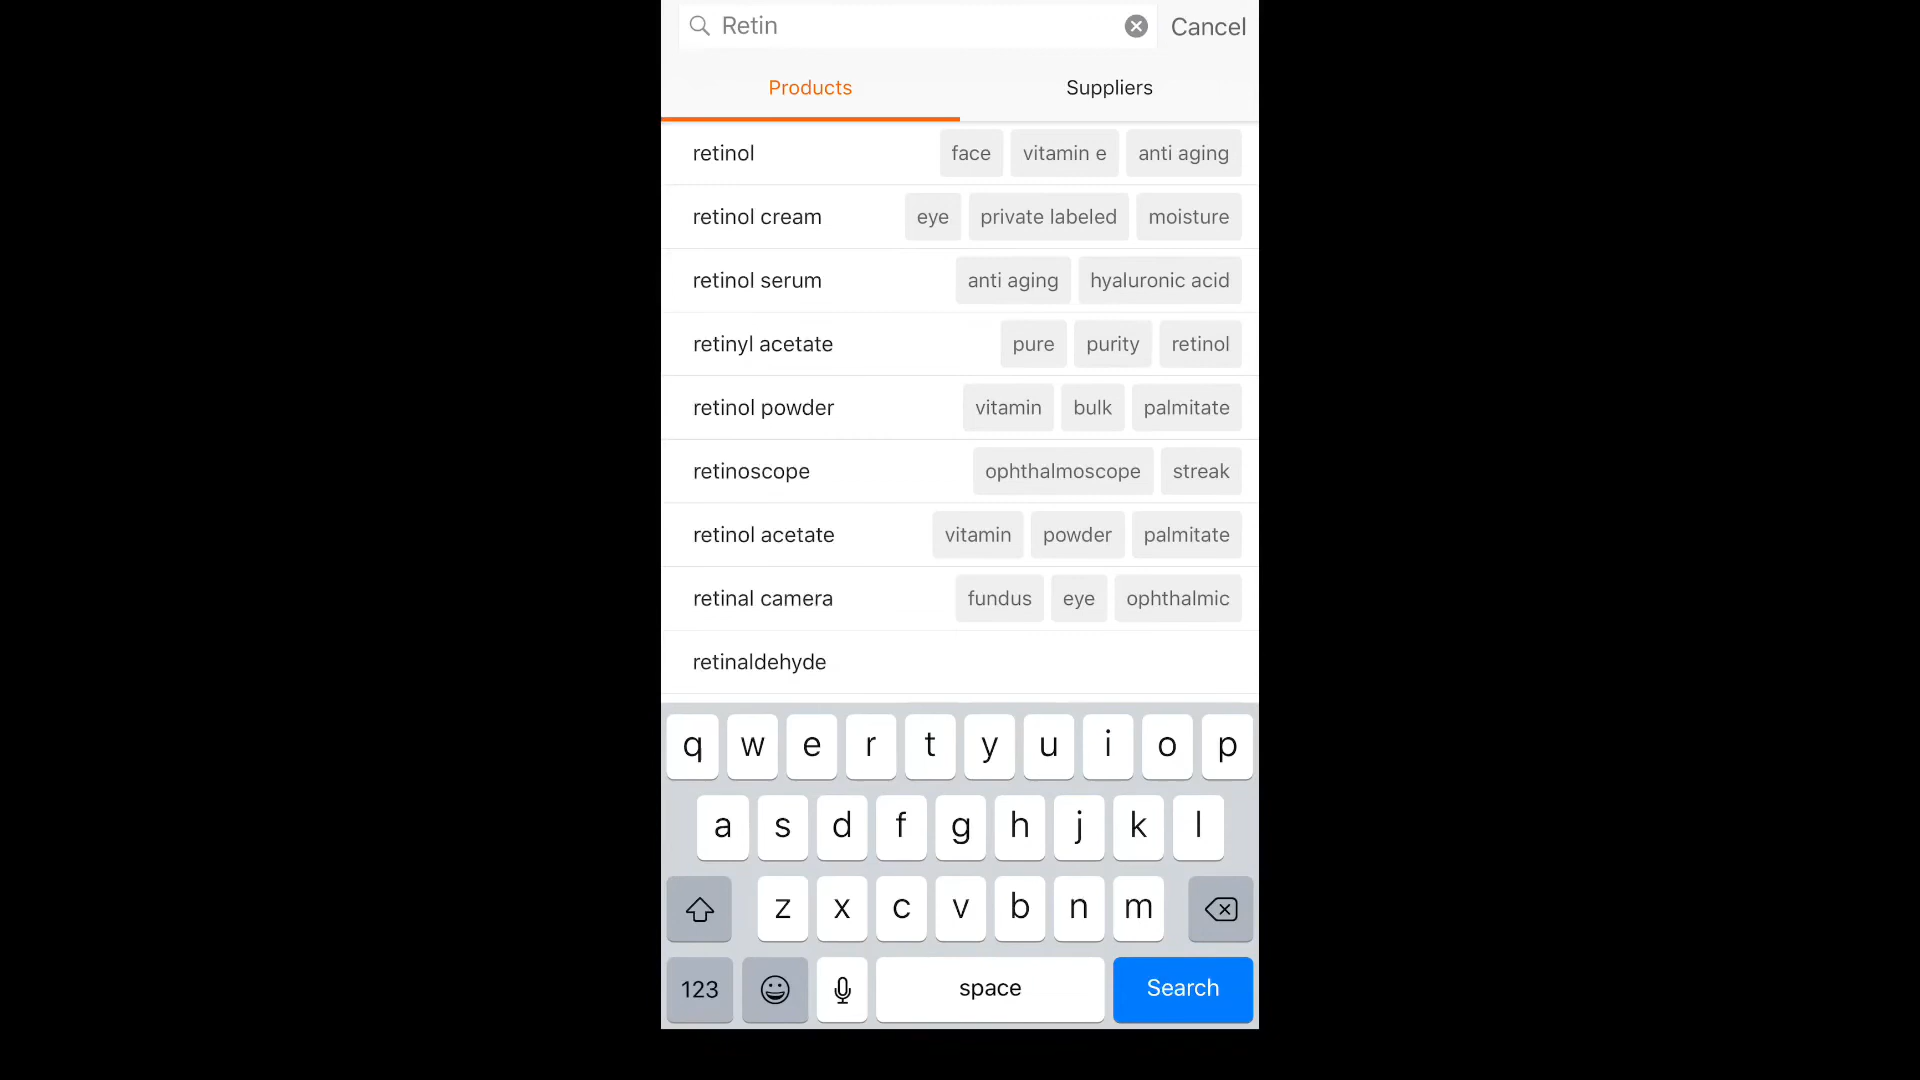 Retin Cancel
Products Suppliers
retinol face vitamin e anti aging
retinol cream eye private labeled moisture
retinol serum anti aging hyaluronic acid
retinyl acetate pure purity retinol
retinol powder vitamin bulk palmitate
retinoscope ophthalmoscope streak
retinol acetate vitamin powder palmitate
retinal camera fundus eye ophthalmic
retinaldehyde
q w e r t y u i o p
a s d f g h j k l
z x c v b n m
123 space Search